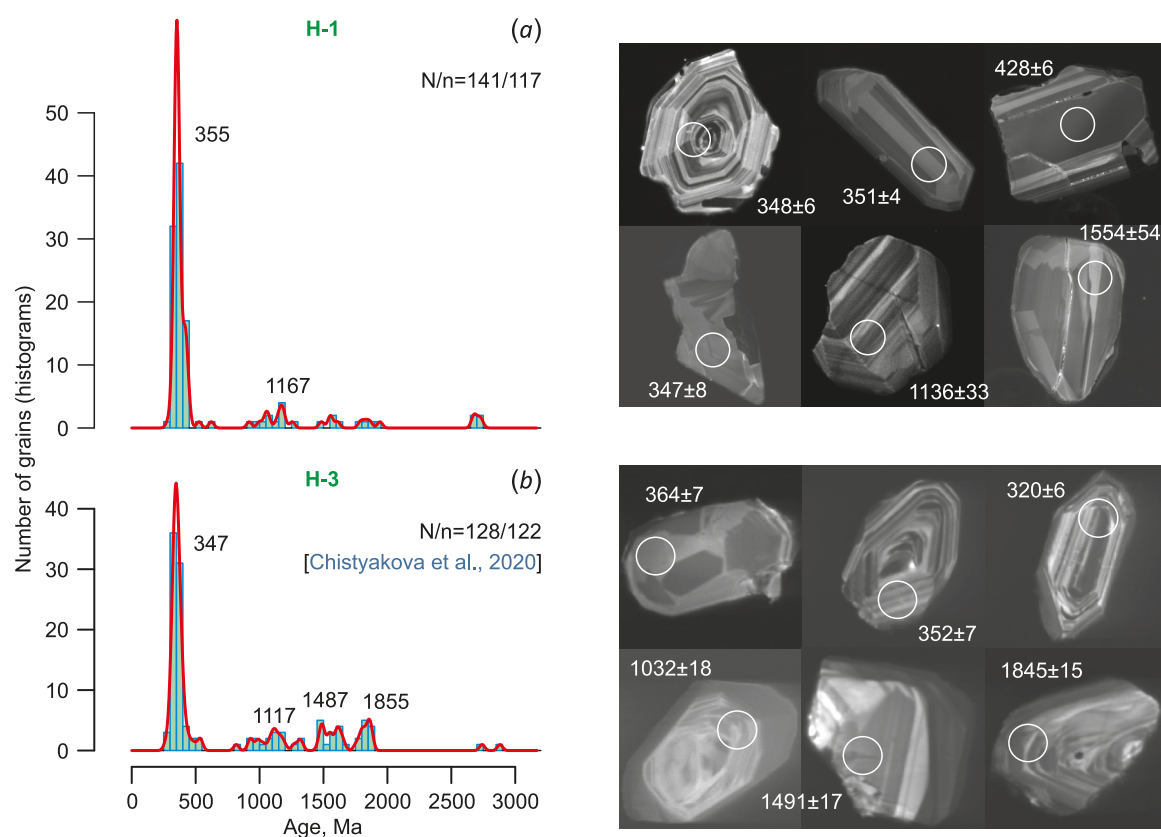 H-1
(a)
N/n=141/117
355
1167
50
40
30
20
10
0
Number of grains (histograms)
348±6
351±4
428±6
347±8
1136±33
1554±54
H-3
(b)
N/n=128/122
[Chistyakova et al., 2020]
347
1117
1487
1855
40
30
20
10
0
0 500 1000 1500 2000 2500 3000
Age, Ma
364±7
352±7
320±6
1032±18
1491±17
1845±15